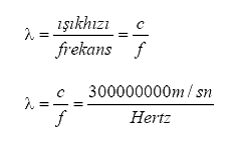 λ = ışıkhızı / frekans = c / f
λ = c / f = 300000000m / sn / Hertz